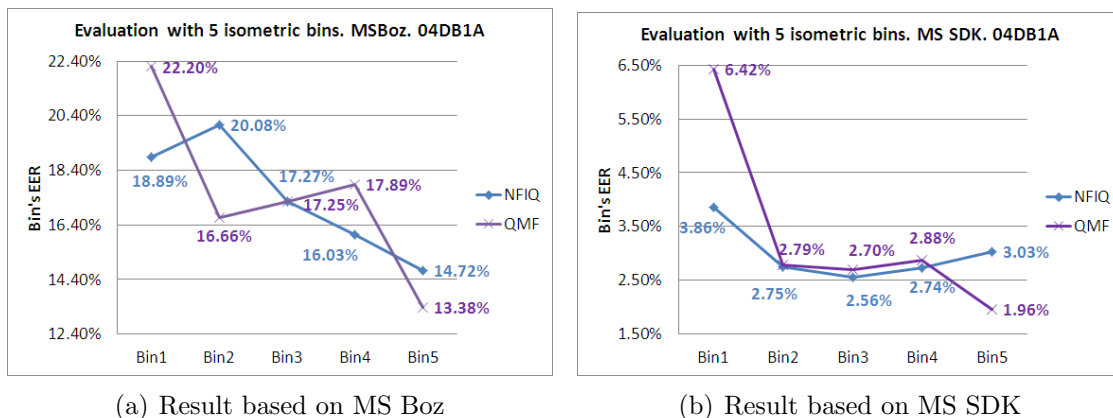 Evaluation with 5 isometric bins. MSBoz. 04DB1A
Bin's EER
22.40%
20.40%
18.40%
16.40%
14.40%
12.40%
22.20%
20.08%
18.89%
17.27%
17.25%
17.89%
16.66%
16.03%
14.72%
13.38%
Bin1 Bin2 Bin3 Bin4 Bin5
NFIQ
QMF
(a) Result based on MS Boz
Evaluation with 5 isometric bins. MS SDK. 04DB1A
Bin's EER
6.50%
5.50%
4.50%
3.50%
2.50%
1.50%
6.42%
3.86%
2.79%
2.70%
2.88%
3.03%
2.75%
2.56%
2.74%
1.96%
Bin1 Bin2 Bin3 Bin4 Bin5
NFIQ
QMF
(b) Result based on MS SDK